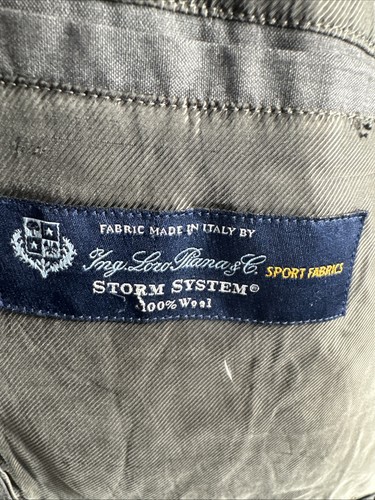 FABRIC MADE IN ITALY BY
Ing. Loro Piana & C. SPORT FABRICS
STORM SYSTEM®
100% Wool